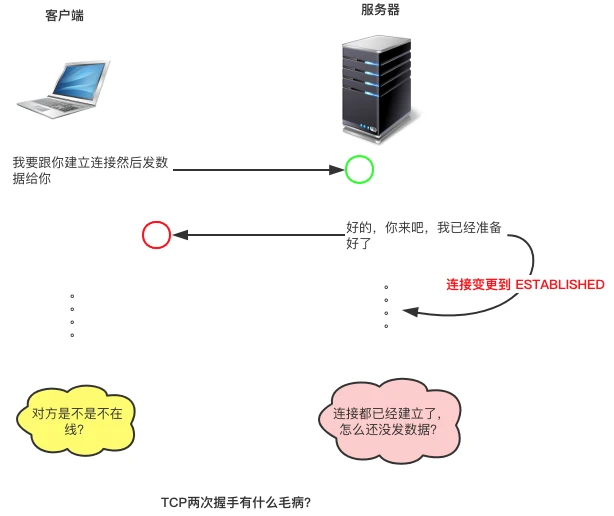 客户端
服务器
我要跟你建立连接然后发数
据给你
好的，你来吧，我已经准备
好了
连接变更到 ESTABLISHED
对方是不是不在
线？
连接都已经建立了，
怎么还没发数据？
TCP两次握手有什么毛病？